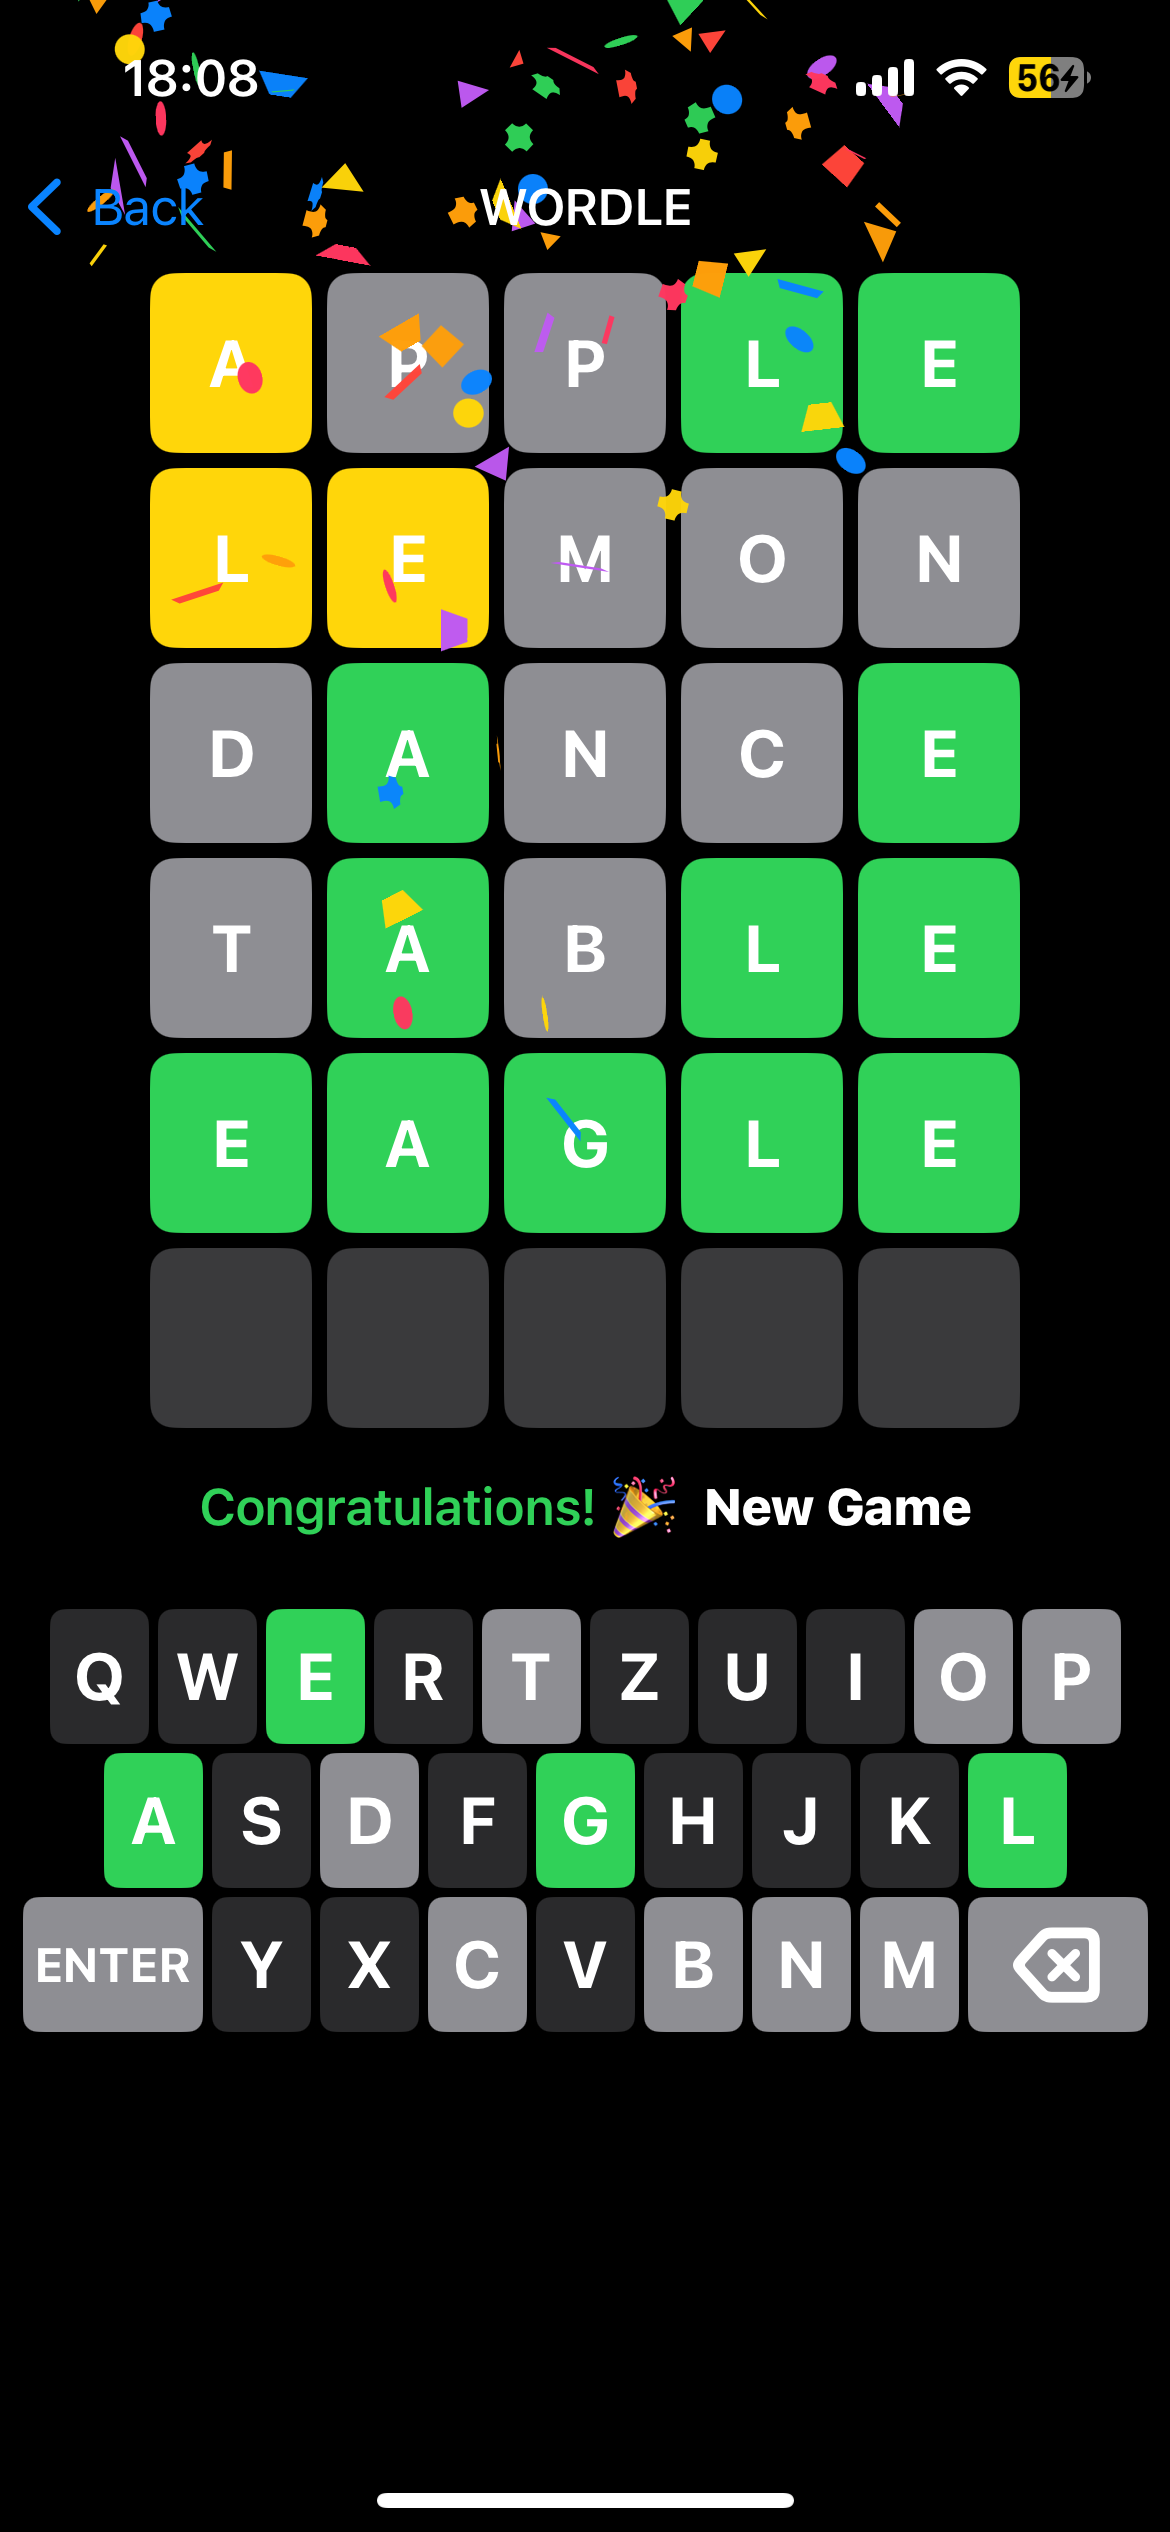 18:08 56
Back WORDLE
A P P L E
L E M O N
D A N C E
T A B L E
E A G L E
Congratulations! 🎉 New Game
Q W E R T Z U I O P
A S D F G H J K L
ENTER Y X C V B N M